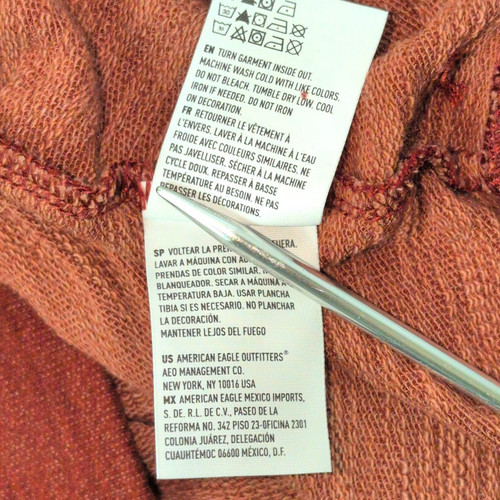 30
30
EN TURN GARMENT INSIDE OUT.
MACHINE WASH COLD WITH LIKE COLORS.
DO NOT BLEACH. TUMBLE DRY LOW. COOL
IRON IF NEEDED. DO NOT IRON
ON DECORATION.
FR RETOURNER LE VÊTEMENT À
L'ENVERS. LAVER À LA MACHINE À L'EAU
FROIDE AVEC COULEURS SIMILAIRES. NE
PAS JAVELLISER. SÉCHER À LA MACHINE
CYCLE DOUX. REPASSER À BASSE
TEMPÉRATURE AU BESOIN. NE PAS
REPASSER LES DÉCORATIONS.
SP VOLTEAR LA
LAVAR A MÁQUINA CON
PRENDAS DE COLOR SIMILAR.
BLANQUEADOR. SECAR A MÁQUINA A
TEMPERATURA BAJA. USAR PLANCHA
TIBIA SI ES NECESARIO. NO PLANCHAR
LA DECORACIÓN.
MANTENER LEJOS DEL FUEGO
US AMERICAN EAGLE OUTFITTERS®
AEO MANAGEMENT CO.
NEW YORK, NY 10016 USA
MX AMERICAN EAGLE MEXICO IMPORTS,
S. DE. R.L. DE C.V., PASEO DE LA
REFORMA NO. 342 PISO 23-OFICINA 2301
COLONIA JUÁREZ, DELEGACIÓN
CUAUHTÉMOC 06600 MÉXICO, D.F.